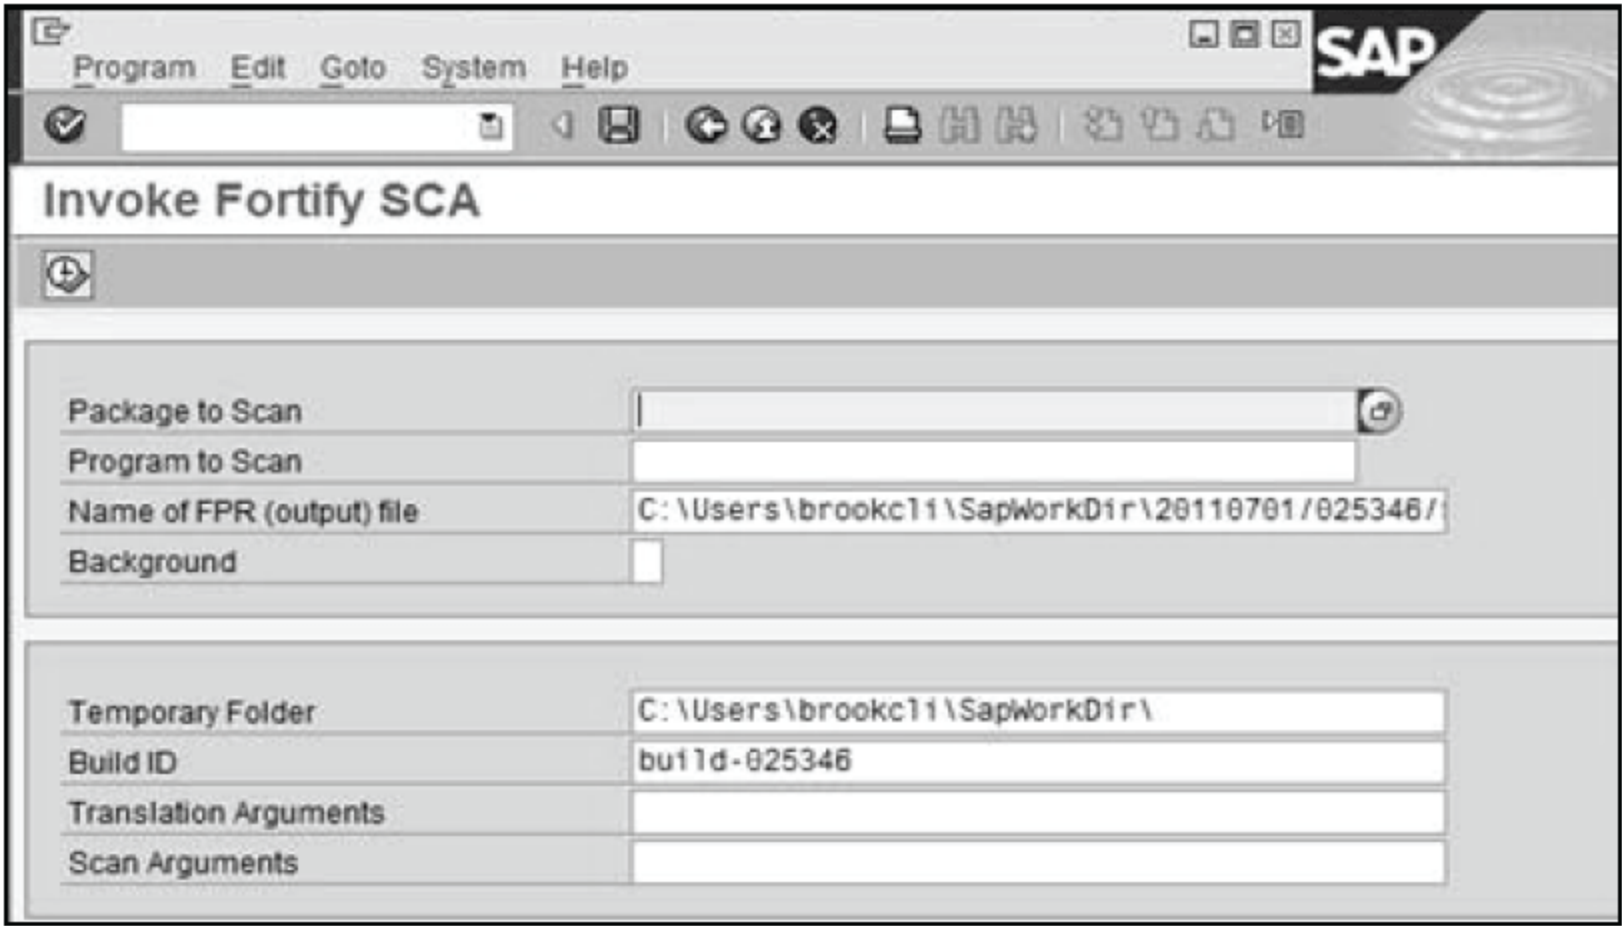 SAP
Program Edit Goto System Help
Invoke Fortify SCA
Package to Scan
Program to Scan
Name of FPR (output) file C:\Users\brookcli\SapWorkDir\20110701/025346/
Background
Temporary Folder C:\Users\brookcli\SapWorkDir\
Build ID build-025346
Translation Arguments
Scan Arguments